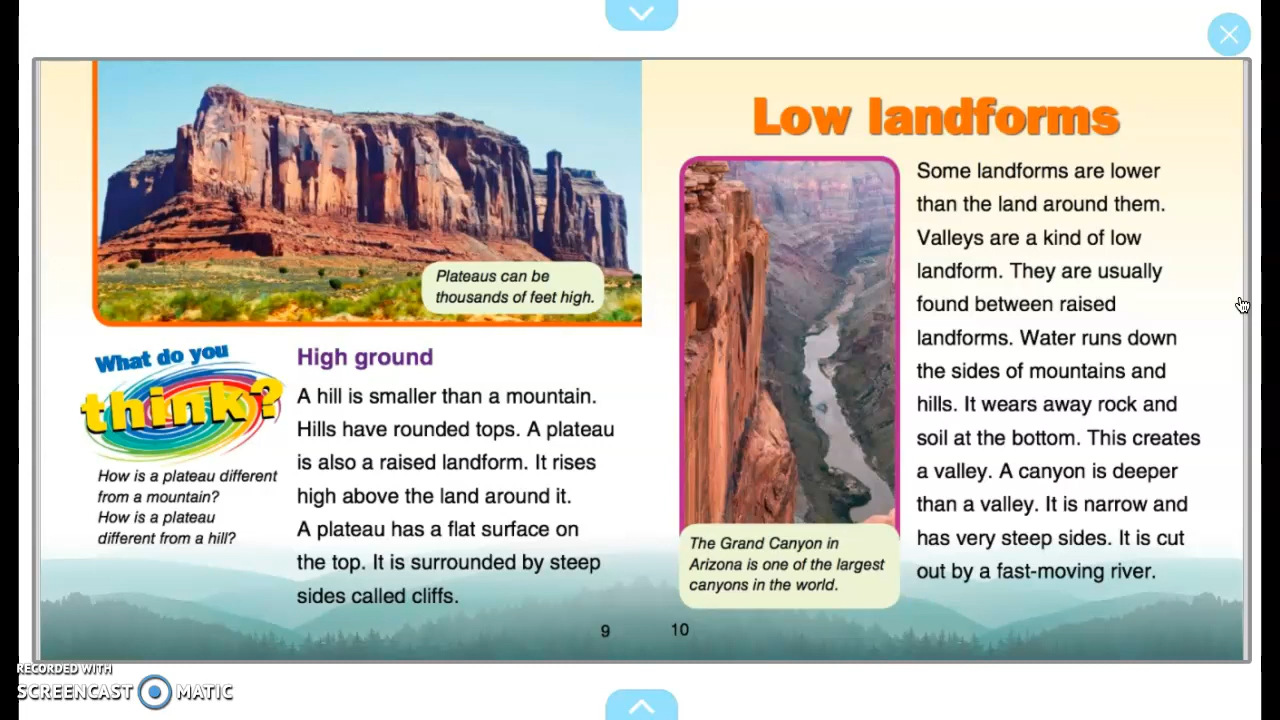 Plateaus can be
thousands of feet high.
What do you
think?
How is a plateau different
from a mountain?
How is a plateau
different from a hill?
High ground
A hill is smaller than a mountain.
Hills have rounded tops. A plateau
is also a raised landform. It rises
high above the land around it.
A plateau has a flat surface on
the top. It is surrounded by steep
sides called cliffs.
9
Low landforms
Some landforms are lower
than the land around them.
Valleys are a kind of low
landform. They are usually
found between raised
landforms. Water runs down
the sides of mountains and
hills. It wears away rock and
soil at the bottom. This creates
a valley. A canyon is deeper
than a valley. It is narrow and
has very steep sides. It is cut
out by a fast-moving river.
The Grand Canyon in
Arizona is one of the largest
canyons in the world.
10
RECORDED WITH
SCREENCAST MATIC